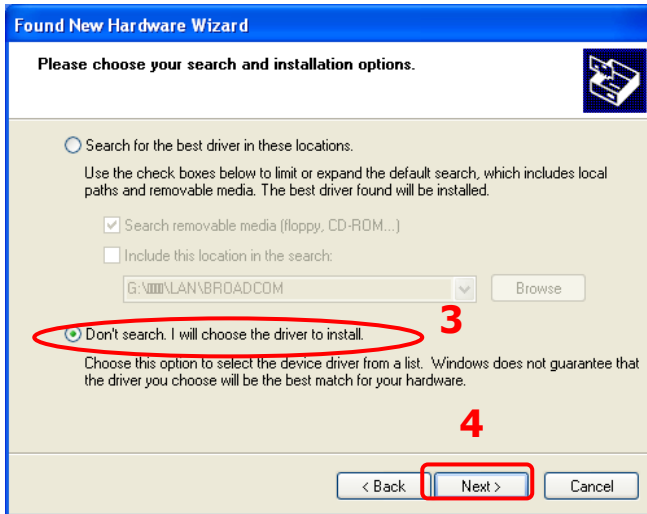 Found New Hardware Wizard
Please choose your search and installation options.
Search for the best driver in these locations.
Use the check boxes below to limit or expand the default search, which includes local
paths and removable media. The best driver found will be installed.
Search removable media (floppy, CD-ROM...)
Include this location in the search:
\LAN\BROADCOM
Browse
3
Don't search. I will choose the driver to install.
Choose this option to select the device driver from a list. Windows does not guarantee that
the driver you choose will be the best match for your hardware.
4
< Back
Next >
Cancel